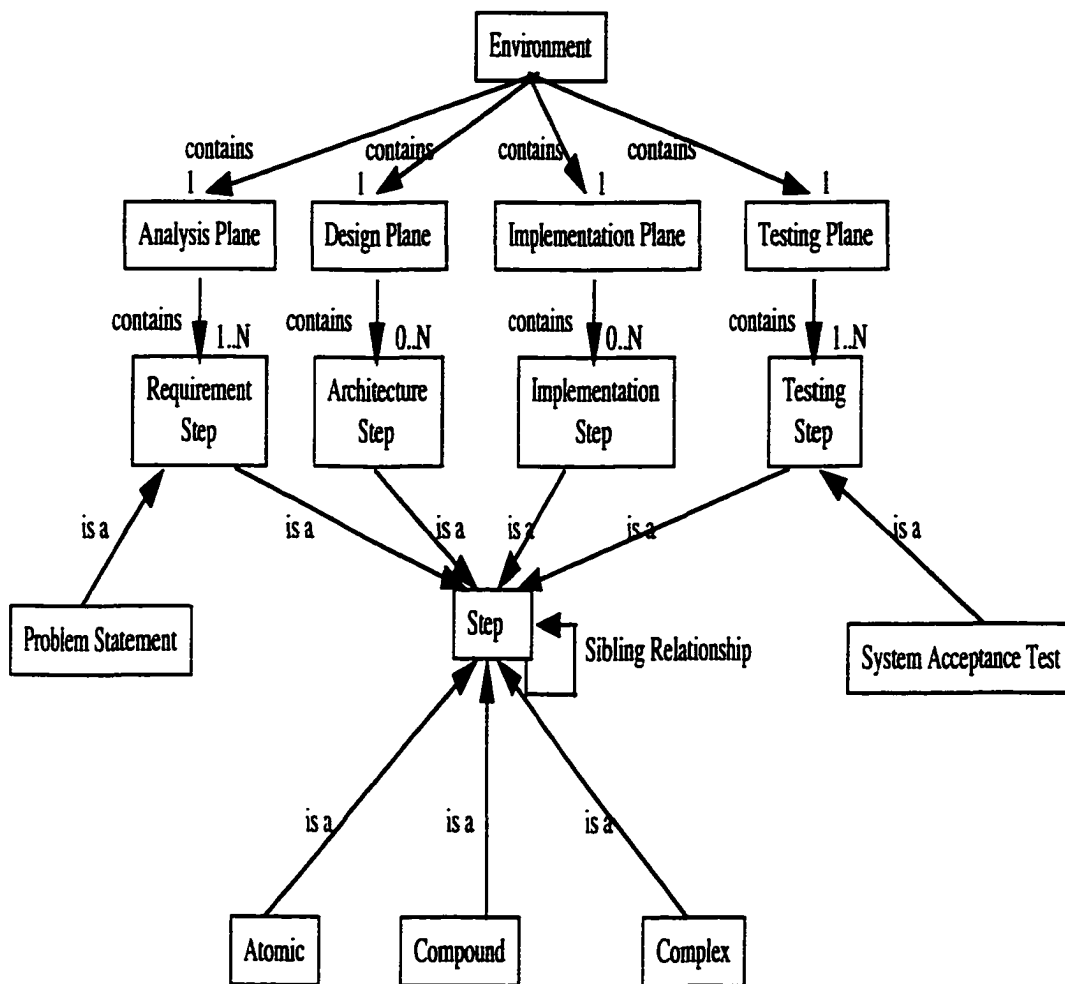 Environment
contains
contains
contains
contains
1
1
1
1
Analysis Plane
Design Plane
Implementation Plane
Testing Plane
contains
contains
contains
contains
1..N
0..N
0..N
1..N
Requirement
Step
Architecture
Step
Implementation
Step
Testing
Step
is a
is a
is a
is a
is a
is a
Problem Statement
Step
Sibling Relationship
System Acceptance Test
is a
is a
is a
Atomic
Compound
Complex